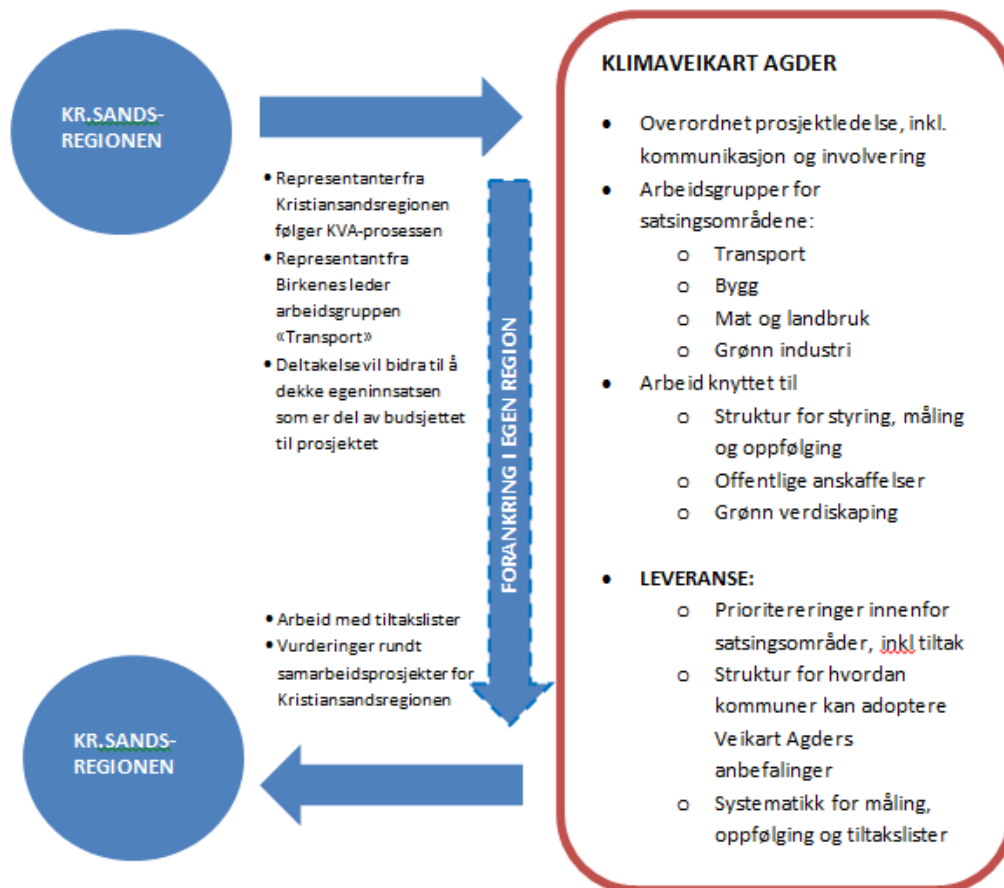 KR.SANDS-
REGIONEN
• Representanter fra
Kristiansandsregionen
følger KVA-prosessen
• Representant fra
Birkenes leder
arbeidsgruppen
«Transport»
• Deltakelse vil bidra til å
dekke egeninnsatsen
som er del av budsjettet
til prosjektet
FORANKRING I EGEN REGION
• Arbeid med tiltakslister
• Vurderinger rundt
samarbeidsprosjekter for
Kristiansandsregionen
KR.SANDS-
REGIONEN
KLIMAVEIKART AGDER
• Overordnet prosjektledelse, inkl.
kommunikasjon og involvering
• Arbeidsgrupper for
satsingsområdene:
o Transport
o Bygg
o Mat og landbruk
o Grønn industri
• Arbeid knyttet til
o Struktur for styring, måling
og oppfølging
o Offentlige anskaffelser
o Grønn verdiskaping
• LEVERANSE:
o Prioritereringer innenfor
satsingsområder, inkl tiltak
o Struktur for hvordan
kommuner kan adoptere
Veikart Agders
anbefalinger
o Systematikk for måling,
oppfølging og tiltakslister